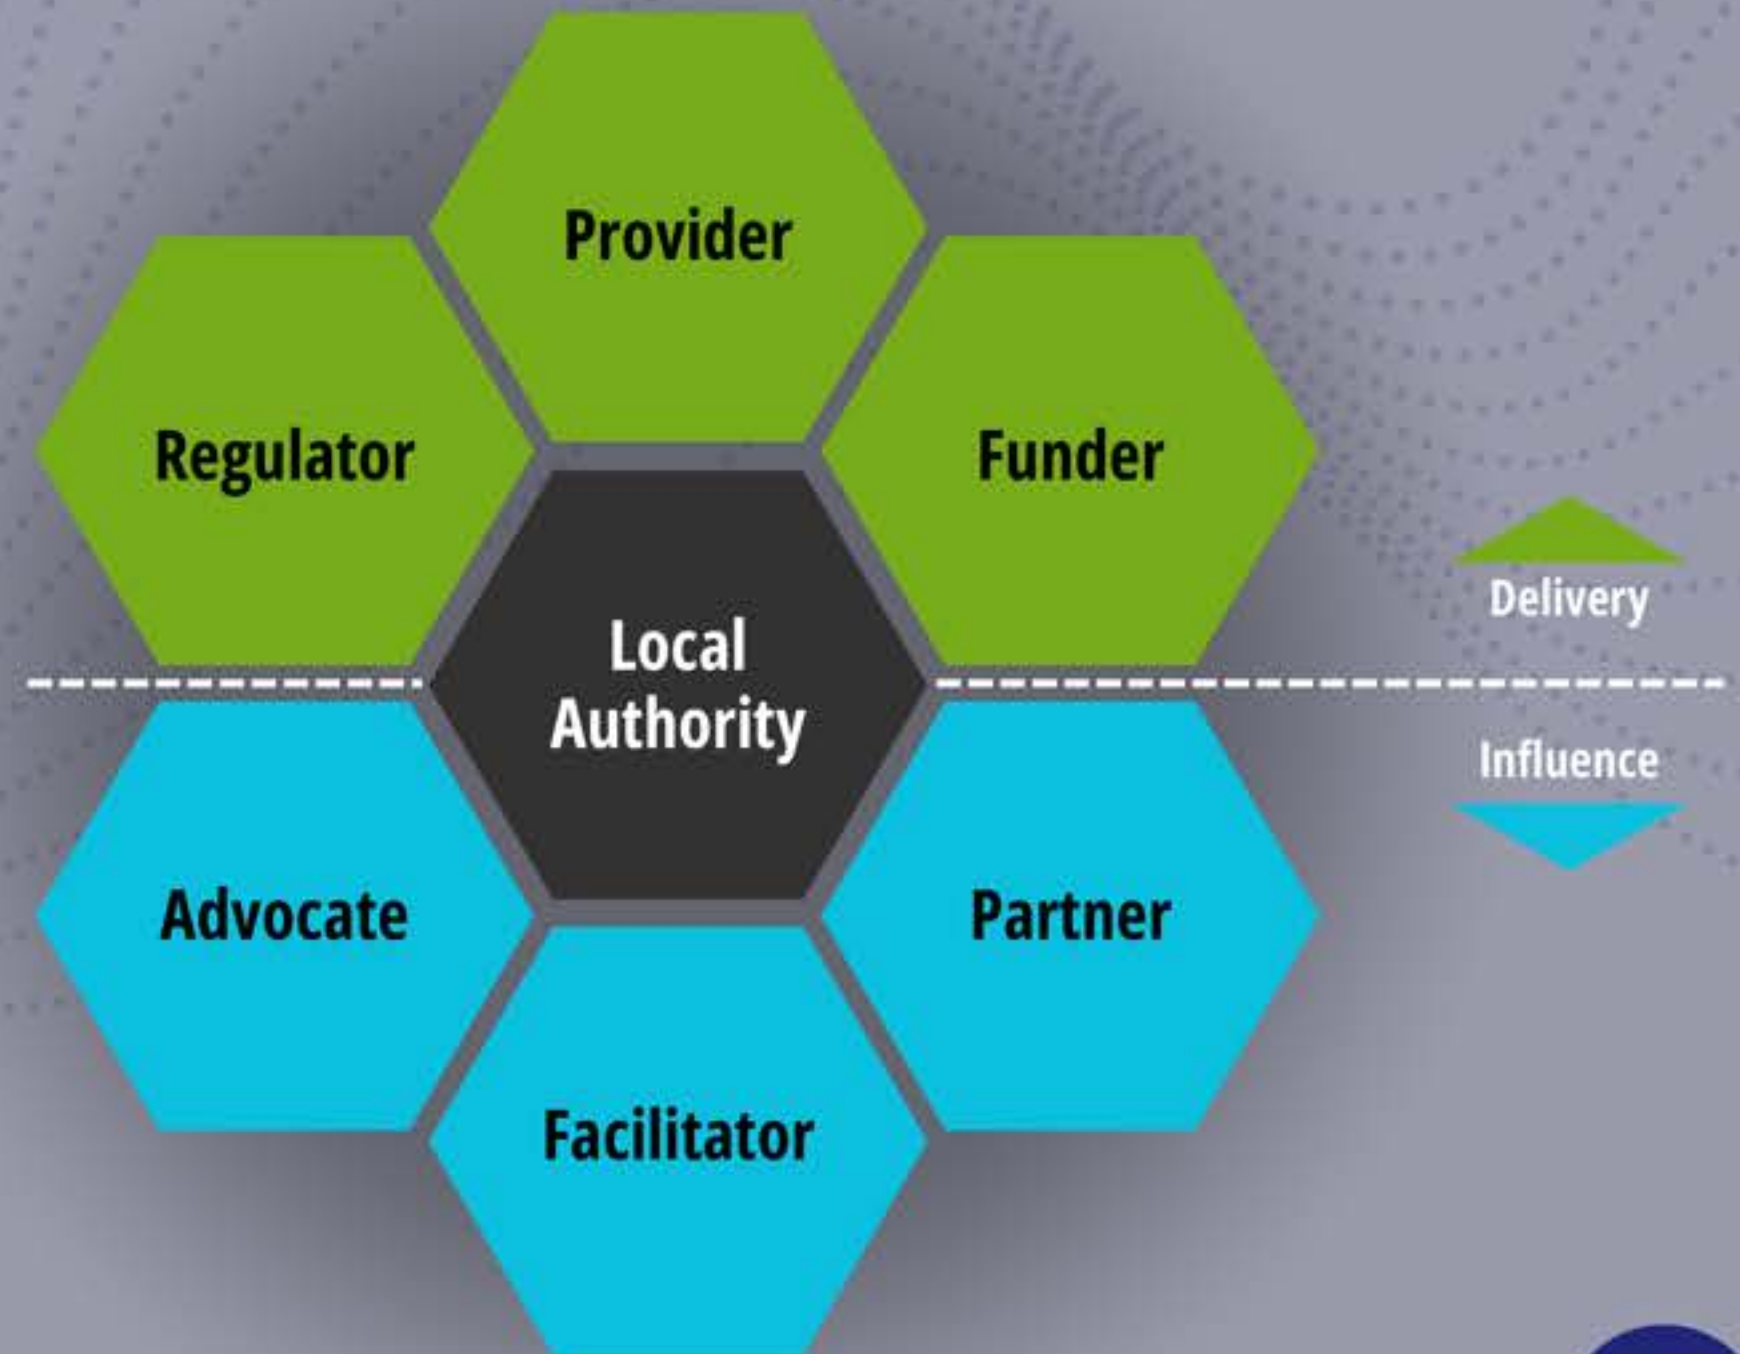 Provider
Regulator
Funder
Local
Authority
Delivery
Influence
Advocate
Partner
Facilitator